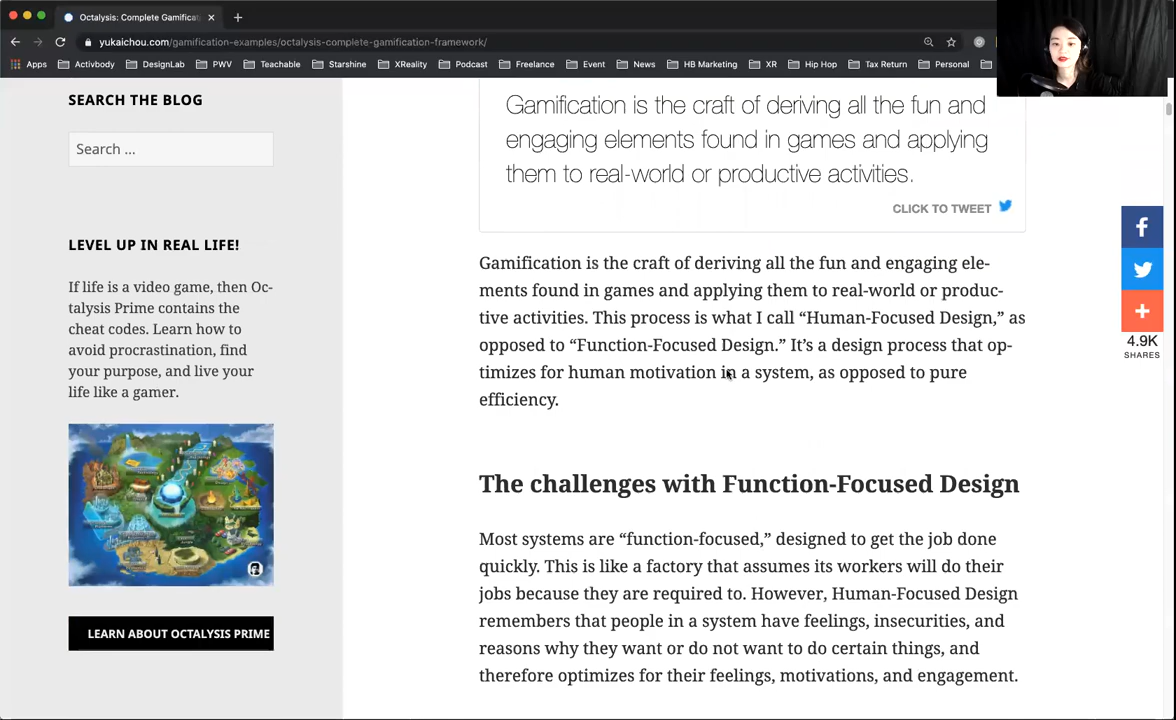 Octalysis: Complete Gamificat
yukaichou.com/gamification-examples/octalysis-complete-gamification-framework/
Apps Activbody DesignLab PWV Teachable Starshine XReality Podcast Freelance Event News HB Marketing XR Hip Hop Tax Return Personal
SEARCH THE BLOG
Search ...
LEVEL UP IN REAL LIFE!
If life is a video game, then Oc-
talysis Prime contains the
cheat codes. Learn how to
avoid procrastination, find
your purpose, and live your
life like a gamer.
LEARN ABOUT OCTALYSIS PRIME
Gamification is the craft of deriving all the fun and
engaging elements found in games and applying
them to real-world or productive activities.
CLICK TO TWEET
Gamification is the craft of deriving all the fun and engaging ele-
ments found in games and applying them to real-world or produc-
tive activities. This process is what I call “Human-Focused Design,” as
opposed to “Function-Focused Design.” It’s a design process that op-
timizes for human motivation in a system, as opposed to pure
efficiency.
The challenges with Function-Focused Design
Most systems are “function-focused,” designed to get the job done
quickly. This is like a factory that assumes its workers will do their
jobs because they are required to. However, Human-Focused Design
remembers that people in a system have feelings, insecurities, and
reasons why they want or do not want to do certain things, and
therefore optimizes for their feelings, motivations, and engagement.
4.9K
SHARES